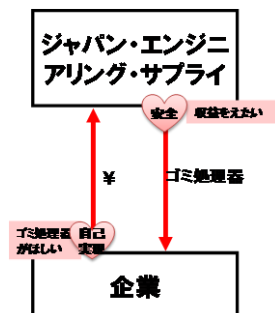 ジャパン・エンジニ
アリング・サプライ
安全
収益をえたい
¥
ゴミ処理器
ゴミ処理器
がほしい
自己
実現
企業